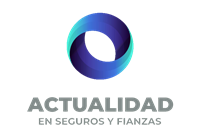 ACTUALIDAD
EN SEGUROS Y FIANZAS